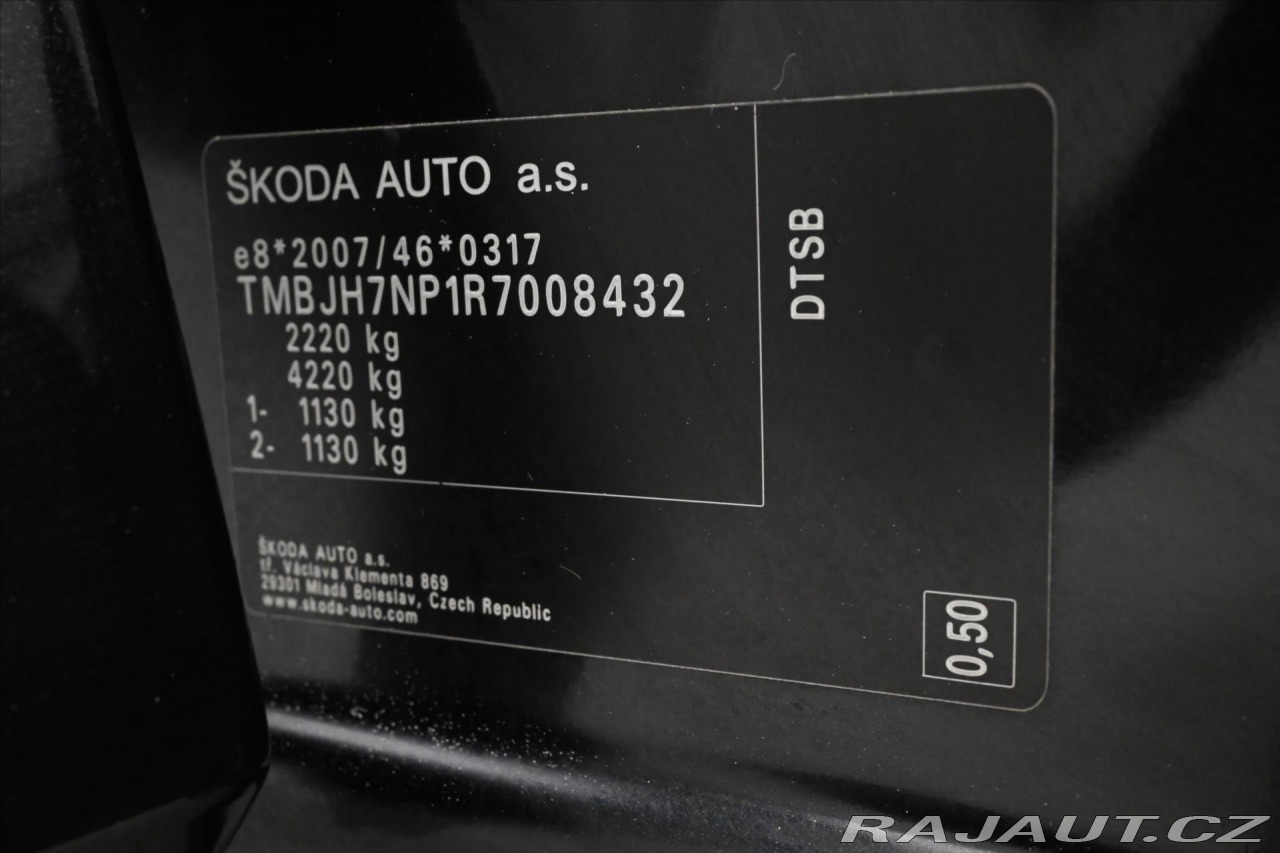 ŠKODA AUTO a.s.
e8*2007/46*0317
TMBJH7NP1R7008432
2220 kg
4220 kg
1- 1130 kg
2- 1130 kg
DTSB
ŠKODA AUTO a.s.
tř. Václava Klementa 869
29301 Mladá Boleslav, Czech Republic
www.skoda-auto.com
0,50
RAJAUT.CZ